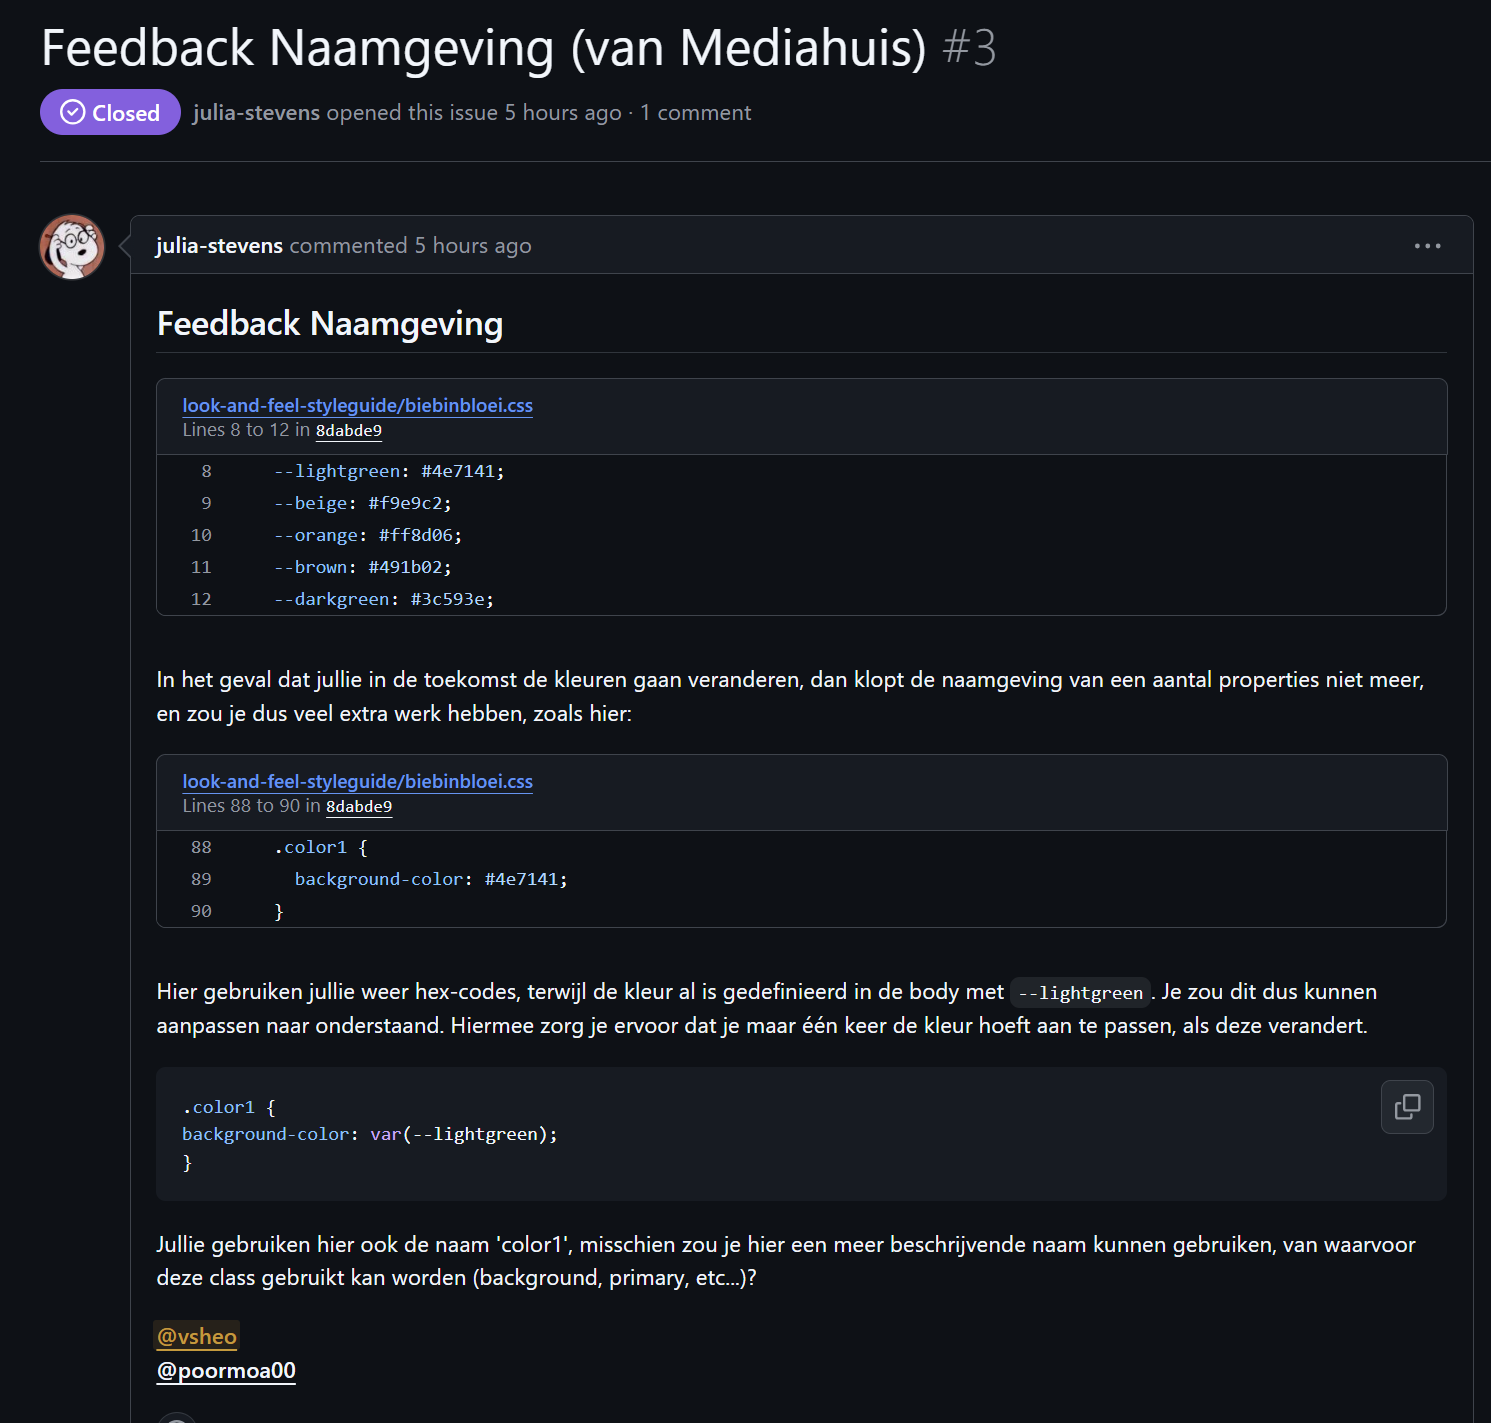 Feedback Naamgeving (van Mediahuis) #3
Closed julia-stevens opened this issue 5 hours ago · 1 comment
julia-stevens commented 5 hours ago
Feedback Naamgeving
look-and-feel-styleguide/biebinbloei.css
Lines 8 to 12 in 8dabde9
8 --lightgreen: #4e7141;
9 --beige: #f9e9c2;
10 --orange: #ff8d06;
11 --brown: #491b02;
12 --darkgreen: #3c593e;
In het geval dat jullie in de toekomst de kleuren gaan veranderen, dan klopt de naamgeving van een aantal properties niet meer,
en zou je dus veel extra werk hebben, zoals hier:
look-and-feel-styleguide/biebinbloei.css
Lines 88 to 90 in 8dabde9
88 .color1 {
89 background-color: #4e7141;
90 }
Hier gebruiken jullie weer hex-codes, terwijl de kleur al is gedefinieerd in de body met --lightgreen. Je zou dit dus kunnen
aanpassen naar onderstaand. Hiermee zorg je ervoor dat je maar één keer de kleur hoeft aan te passen, als deze verandert.
.color1 {
background-color: var(--lightgreen);
}
Jullie gebruiken hier ook de naam 'color1', misschien zou je hier een meer beschrijvende naam kunnen gebruiken, van waarvoor
deze class gebruikt kan worden (background, primary, etc...)?
@vsheo
@poormoa00